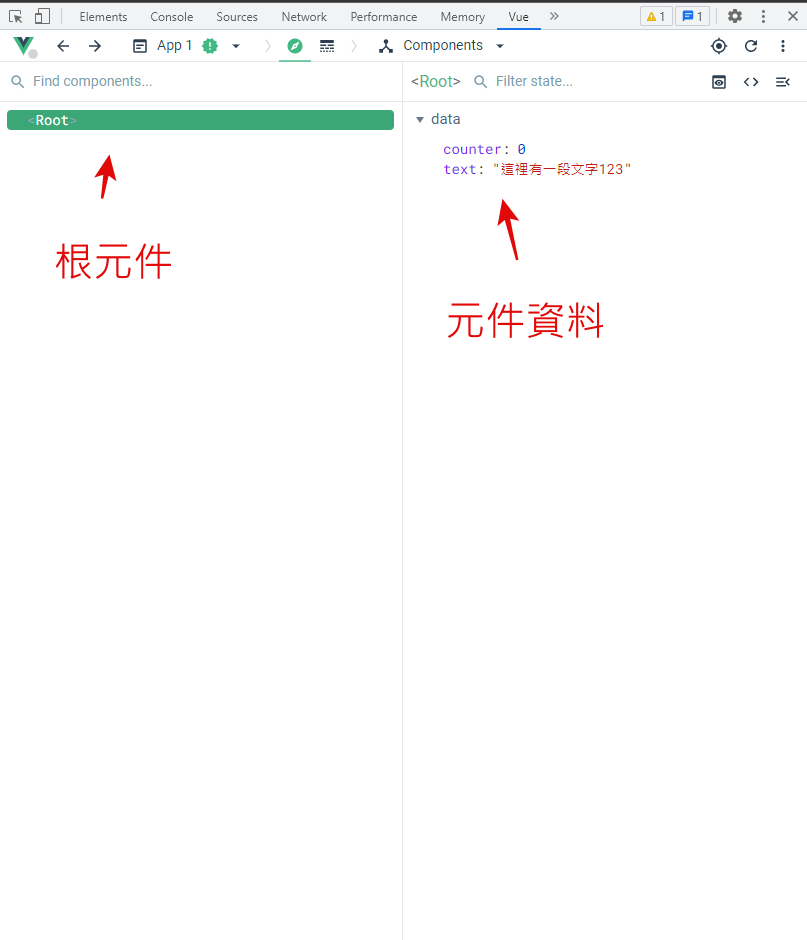 Elements Console Sources Network Performance Memory Vue 1 1
App 1 Components
Find components...
<Root>
根元件
<Root> Filter state...
data
counter: 0
text: "這裡有一段文字123"
元件資料